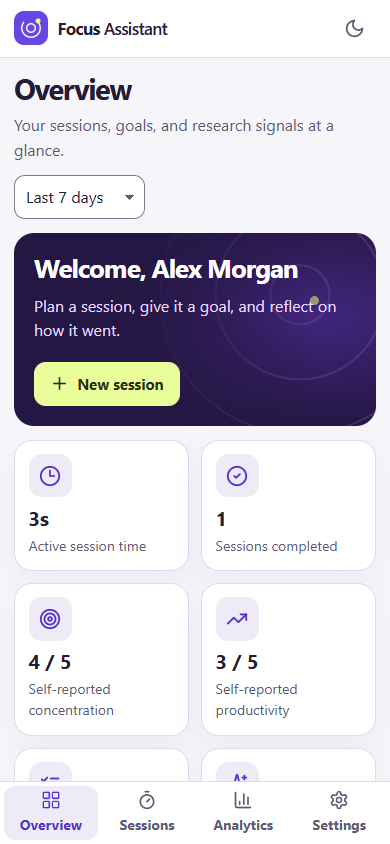 Focus Assistant
Overview
Your sessions, goals, and research signals at a
glance.
Last 7 days
Welcome, Alex Morgan
Plan a session, give it a goal, and reflect on
how it went.
New session
3s
Active session time
1
Sessions completed
4 / 5
Self-reported
concentration
3 / 5
Self-reported
productivity
Overview
Sessions
Analytics
Settings